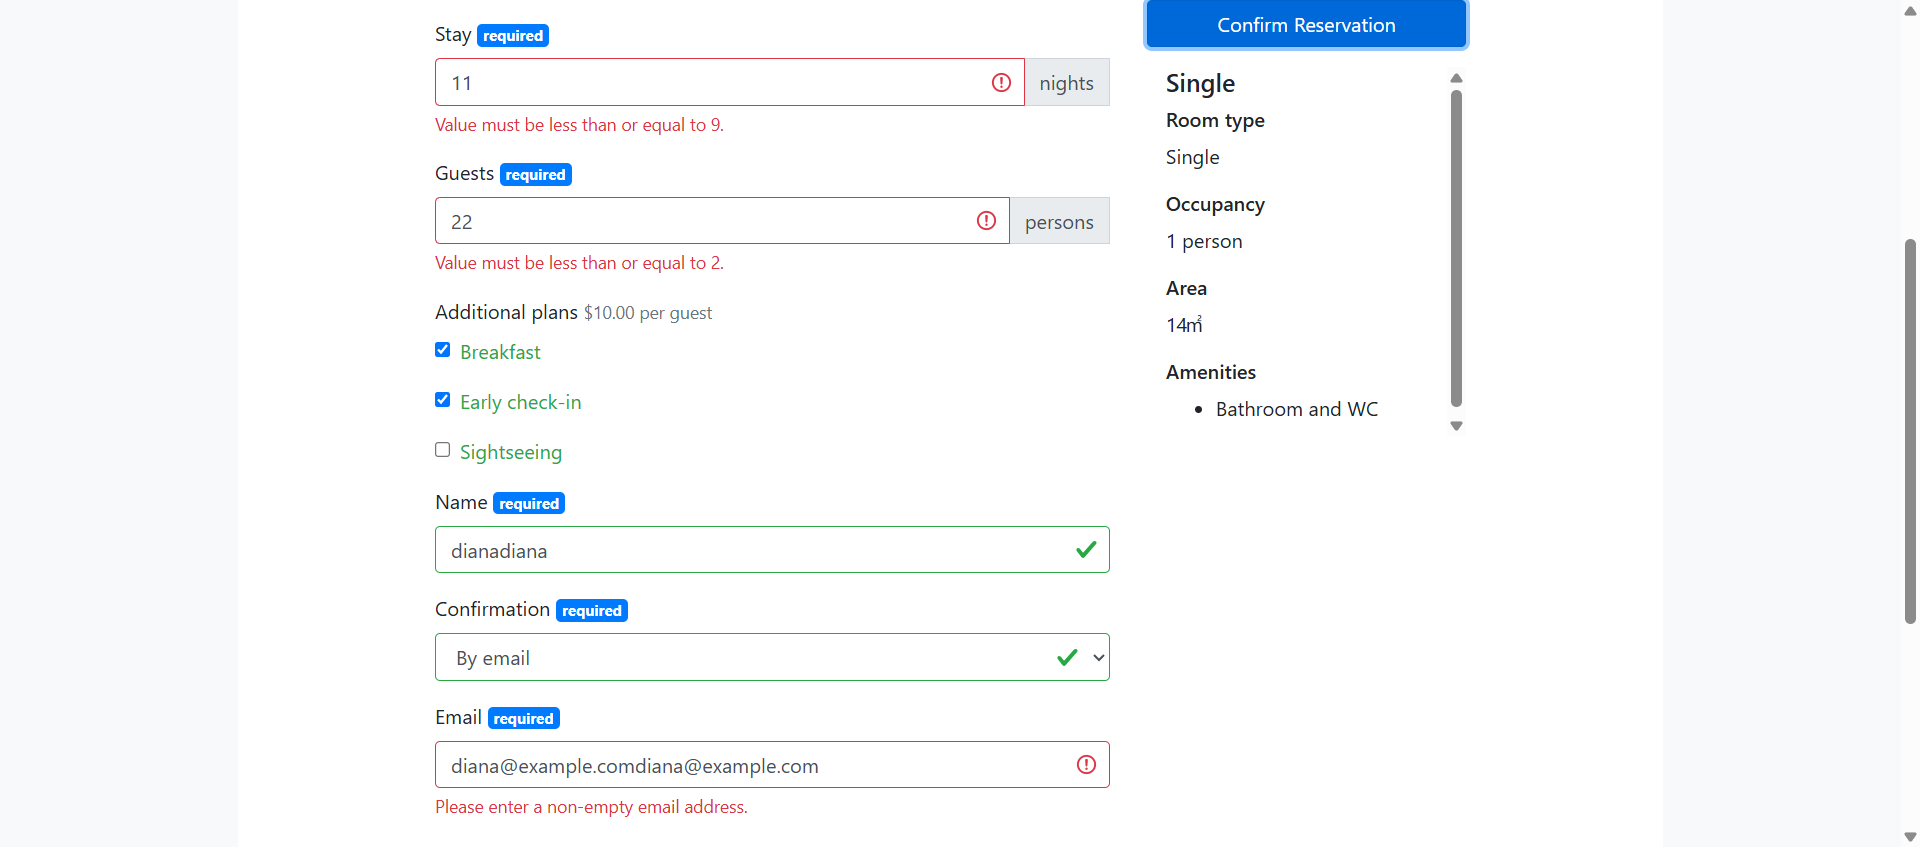 Stay required
11 nights
Value must be less than or equal to 9.
Guests required
22 persons
Value must be less than or equal to 2.
Additional plans $10.00 per guest
Breakfast
Early check-in
Sightseeing
Name required
dianadiana
Confirmation required
By email
Email required
diana@example.comdiana@example.com
Please enter a non-empty email address.
Confirm Reservation
Single
Room type
Single
Occupancy
1 person
Area
14㎡
Amenities
• Bathroom and WC